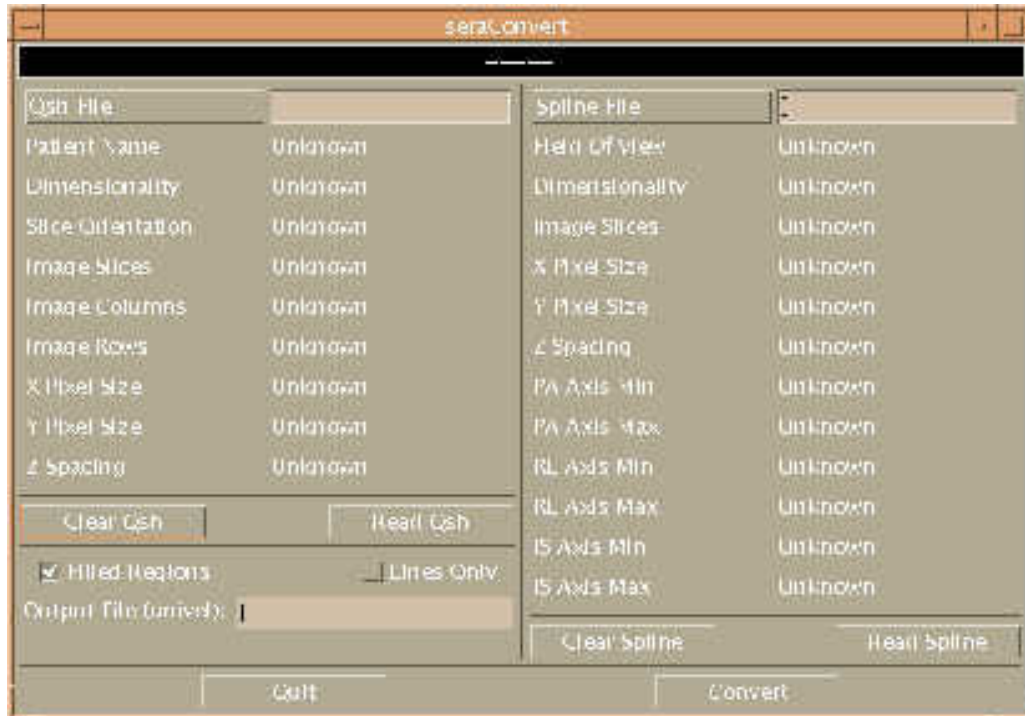 seraConvert
Qsh File
Patient Name Unknown
Dimensionality Unknown
Slice Orientation Unknown
Image Slices Unknown
Image Columns Unknown
Image Rows Unknown
X Pixel Size Unknown
Y Pixel Size Unknown
Z Spacing Unknown
Clear Qsh Read Qsh
Filled Regions Lines Only
Output File (univel):
Spline File
Field Of View Unknown
Dimensionality Unknown
Image Slices Unknown
X Pixel Size Unknown
Y Pixel Size Unknown
Z Spacing Unknown
PA Axis Min Unknown
PA Axis Max Unknown
RL Axis Min Unknown
RL Axis Max Unknown
IS Axis Min Unknown
IS Axis Max Unknown
Clear Spline Read Spline
Quit Convert